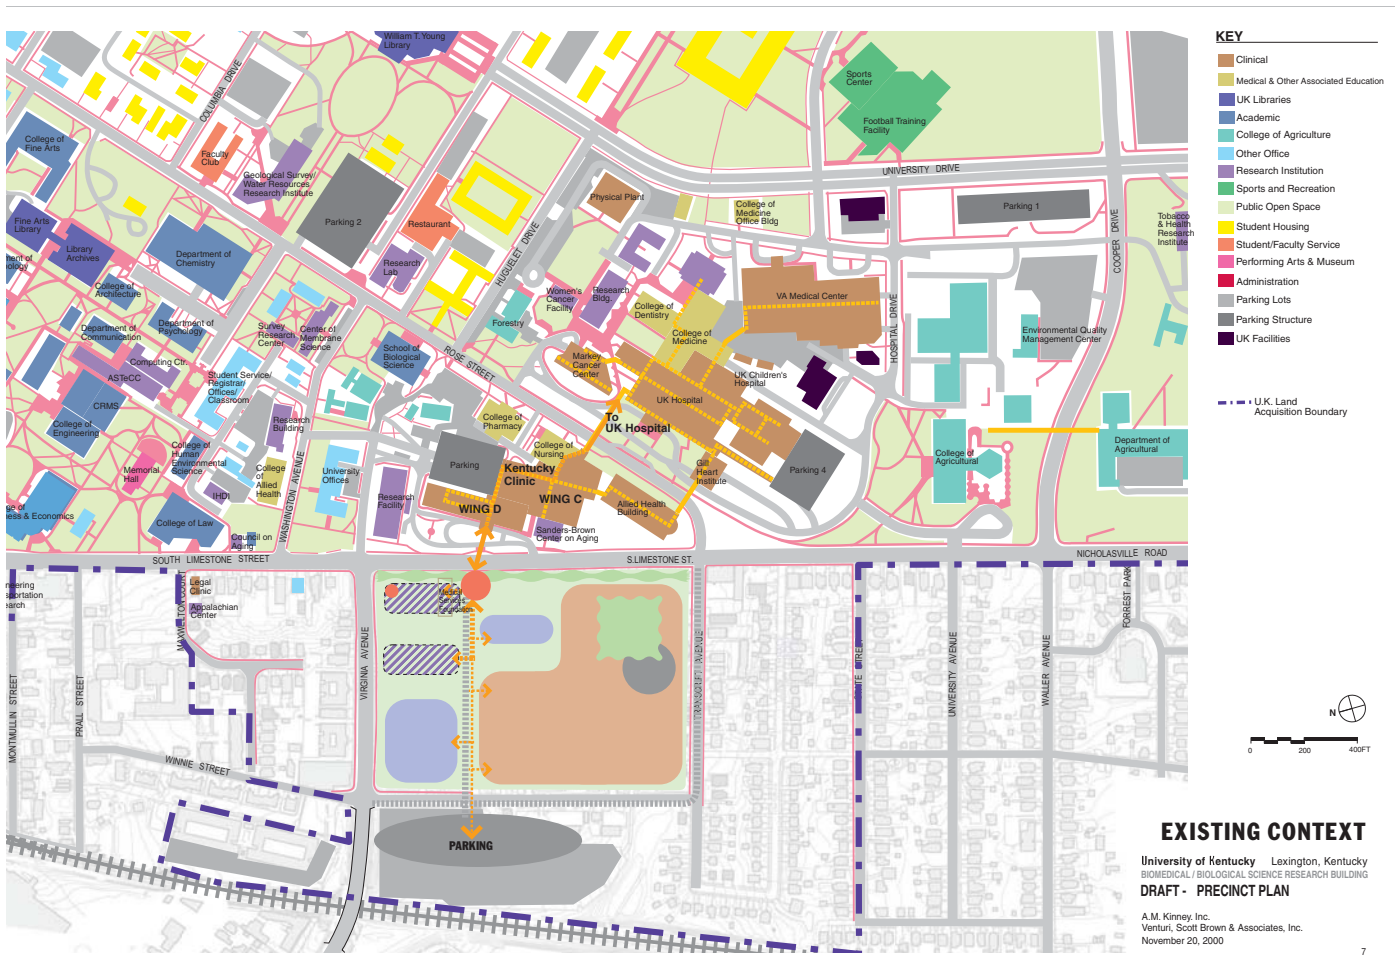 KEY
Clinical
Medical & Other Associated Education
UK Libraries
Academic
College of Agriculture
Other Office
Research Institution
Sports and Recreation
Public Open Space
Student Housing
Student/Faculty Service
Performing Arts & Museum
Administration
Parking Lots
Parking Structure
UK Facilities
U.K. Land
Acquisition Boundary
William T. Young
Library
COLUMBIA DRIVE
Sports
Center
Football Training
Facility
UNIVERSITY DRIVE
College of
Fine Arts
Faculty
Club
Geological Survey/
Water Resources
Research Institute
Parking 2
Restaurant
Physical Plant
College of
Medicine
Office Bldg
Parking 1
COOPER DRIVE
Tobacco
& Health
Research
Institute
Fine Arts
Library
Library
Archives
Department of
Chemistry
Research
Lab
HUGUELET DRIVE
College of
Architecture
Women's
Cancer
Facility
Research
Bldg.
VA Medical Center
College of
Dentistry
College of
Medicine
HOSPITAL DRIVE
Environmental Quality
Management Center
Department of
Communication
Department of
Psychology
Survey
Research
Center
Center of
Membrane
Science
Forestry
School of
Biological
Science
ROSE STREET
Markey
Cancer
Center
UK Children's
Hospital
Computing Ctr.
ASTeCC
Student Service/
Registrar/
Offices/
Classroom
CRMS
College of
Engineering
Research
Building
UK Hospital
To
UK Hospital
College of
Pharmacy
College of
Nursing
Department of
Agricultural
College of
Agricultural
Memorial
Hall
College of
Human
Environmental
Science
College
of
Allied
Health
University
Offices
Parking
Kentucky
Clinic
WING C
WING D
Gill
Heart
Institute
Parking 4
IHDI
WASHINGTON AVENUE
Research
Facility
Allied Health
Building
ness & Economics
College of Law
Council on
Aging
Sanders-Brown
Center on Aging
SOUTH LIMESTONE STREET
S.LIMESTONE ST.
NICHOLASVILLE ROAD
Legal
Clinic
Appalachian
Center
MAXWELTON COURT
Medical
Services
Foundation
MONTMULLIN STREET
PRALL STREET
VIRGINIA AVENUE
TRANSCRIPT AVENUE
STATE STREET
UNIVERSITY AVENUE
WALLER AVENUE
FORREST PARK
WINNIE STREET
PARKING
N
0 200 400FT
EXISTING CONTEXT
University of Kentucky Lexington, Kentucky
BIOMEDICAL / BIOLOGICAL SCIENCE RESEARCH BUILDING
DRAFT - PRECINCT PLAN
A.M. Kinney. Inc.
Venturi, Scott Brown & Associates, Inc.
November 20, 2000
7